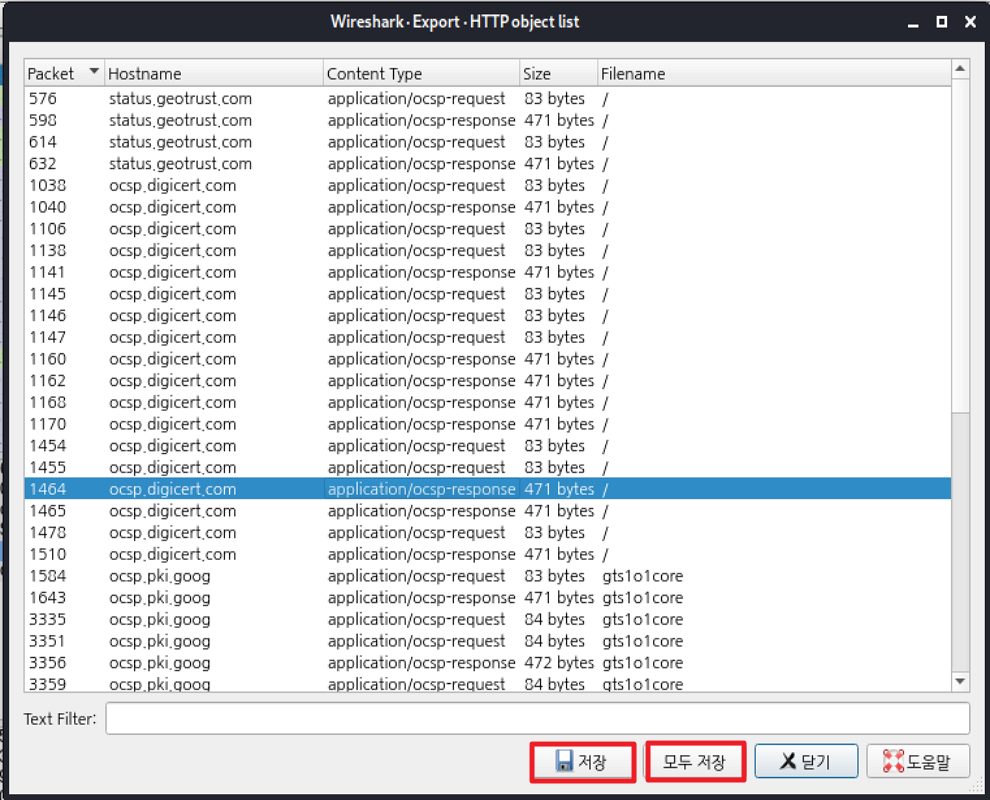 Wireshark · Export · HTTP object list
Packet Hostname Content Type Size Filename
576 status.geotrust.com application/ocsp-request 83 bytes /
598 status.geotrust.com application/ocsp-response 471 bytes /
614 status.geotrust.com application/ocsp-request 83 bytes /
632 status.geotrust.com application/ocsp-response 471 bytes /
1038 ocsp.digicert.com application/ocsp-request 83 bytes /
1040 ocsp.digicert.com application/ocsp-response 471 bytes /
1106 ocsp.digicert.com application/ocsp-request 83 bytes /
1138 ocsp.digicert.com application/ocsp-request 83 bytes /
1141 ocsp.digicert.com application/ocsp-response 471 bytes /
1145 ocsp.digicert.com application/ocsp-request 83 bytes /
1146 ocsp.digicert.com application/ocsp-request 83 bytes /
1147 ocsp.digicert.com application/ocsp-request 83 bytes /
1160 ocsp.digicert.com application/ocsp-response 471 bytes /
1162 ocsp.digicert.com application/ocsp-response 471 bytes /
1168 ocsp.digicert.com application/ocsp-response 471 bytes /
1170 ocsp.digicert.com application/ocsp-response 471 bytes /
1454 ocsp.digicert.com application/ocsp-request 83 bytes /
1455 ocsp.digicert.com application/ocsp-request 83 bytes /
1464 ocsp.digicert.com application/ocsp-response 471 bytes /
1465 ocsp.digicert.com application/ocsp-response 471 bytes /
1478 ocsp.digicert.com application/ocsp-request 83 bytes /
1510 ocsp.digicert.com application/ocsp-response 471 bytes /
1584 ocsp.pki.goog application/ocsp-request 83 bytes gts1o1core
1643 ocsp.pki.goog application/ocsp-response 471 bytes gts1o1core
3335 ocsp.pki.goog application/ocsp-request 84 bytes gts1o1core
3351 ocsp.pki.goog application/ocsp-request 84 bytes gts1o1core
3356 ocsp.pki.goog application/ocsp-response 472 bytes gts1o1core
3359 ocsp.pki.goog application/ocsp-request 84 bytes gts1o1core
Text Filter:
저장 모두 저장 닫기 도움말